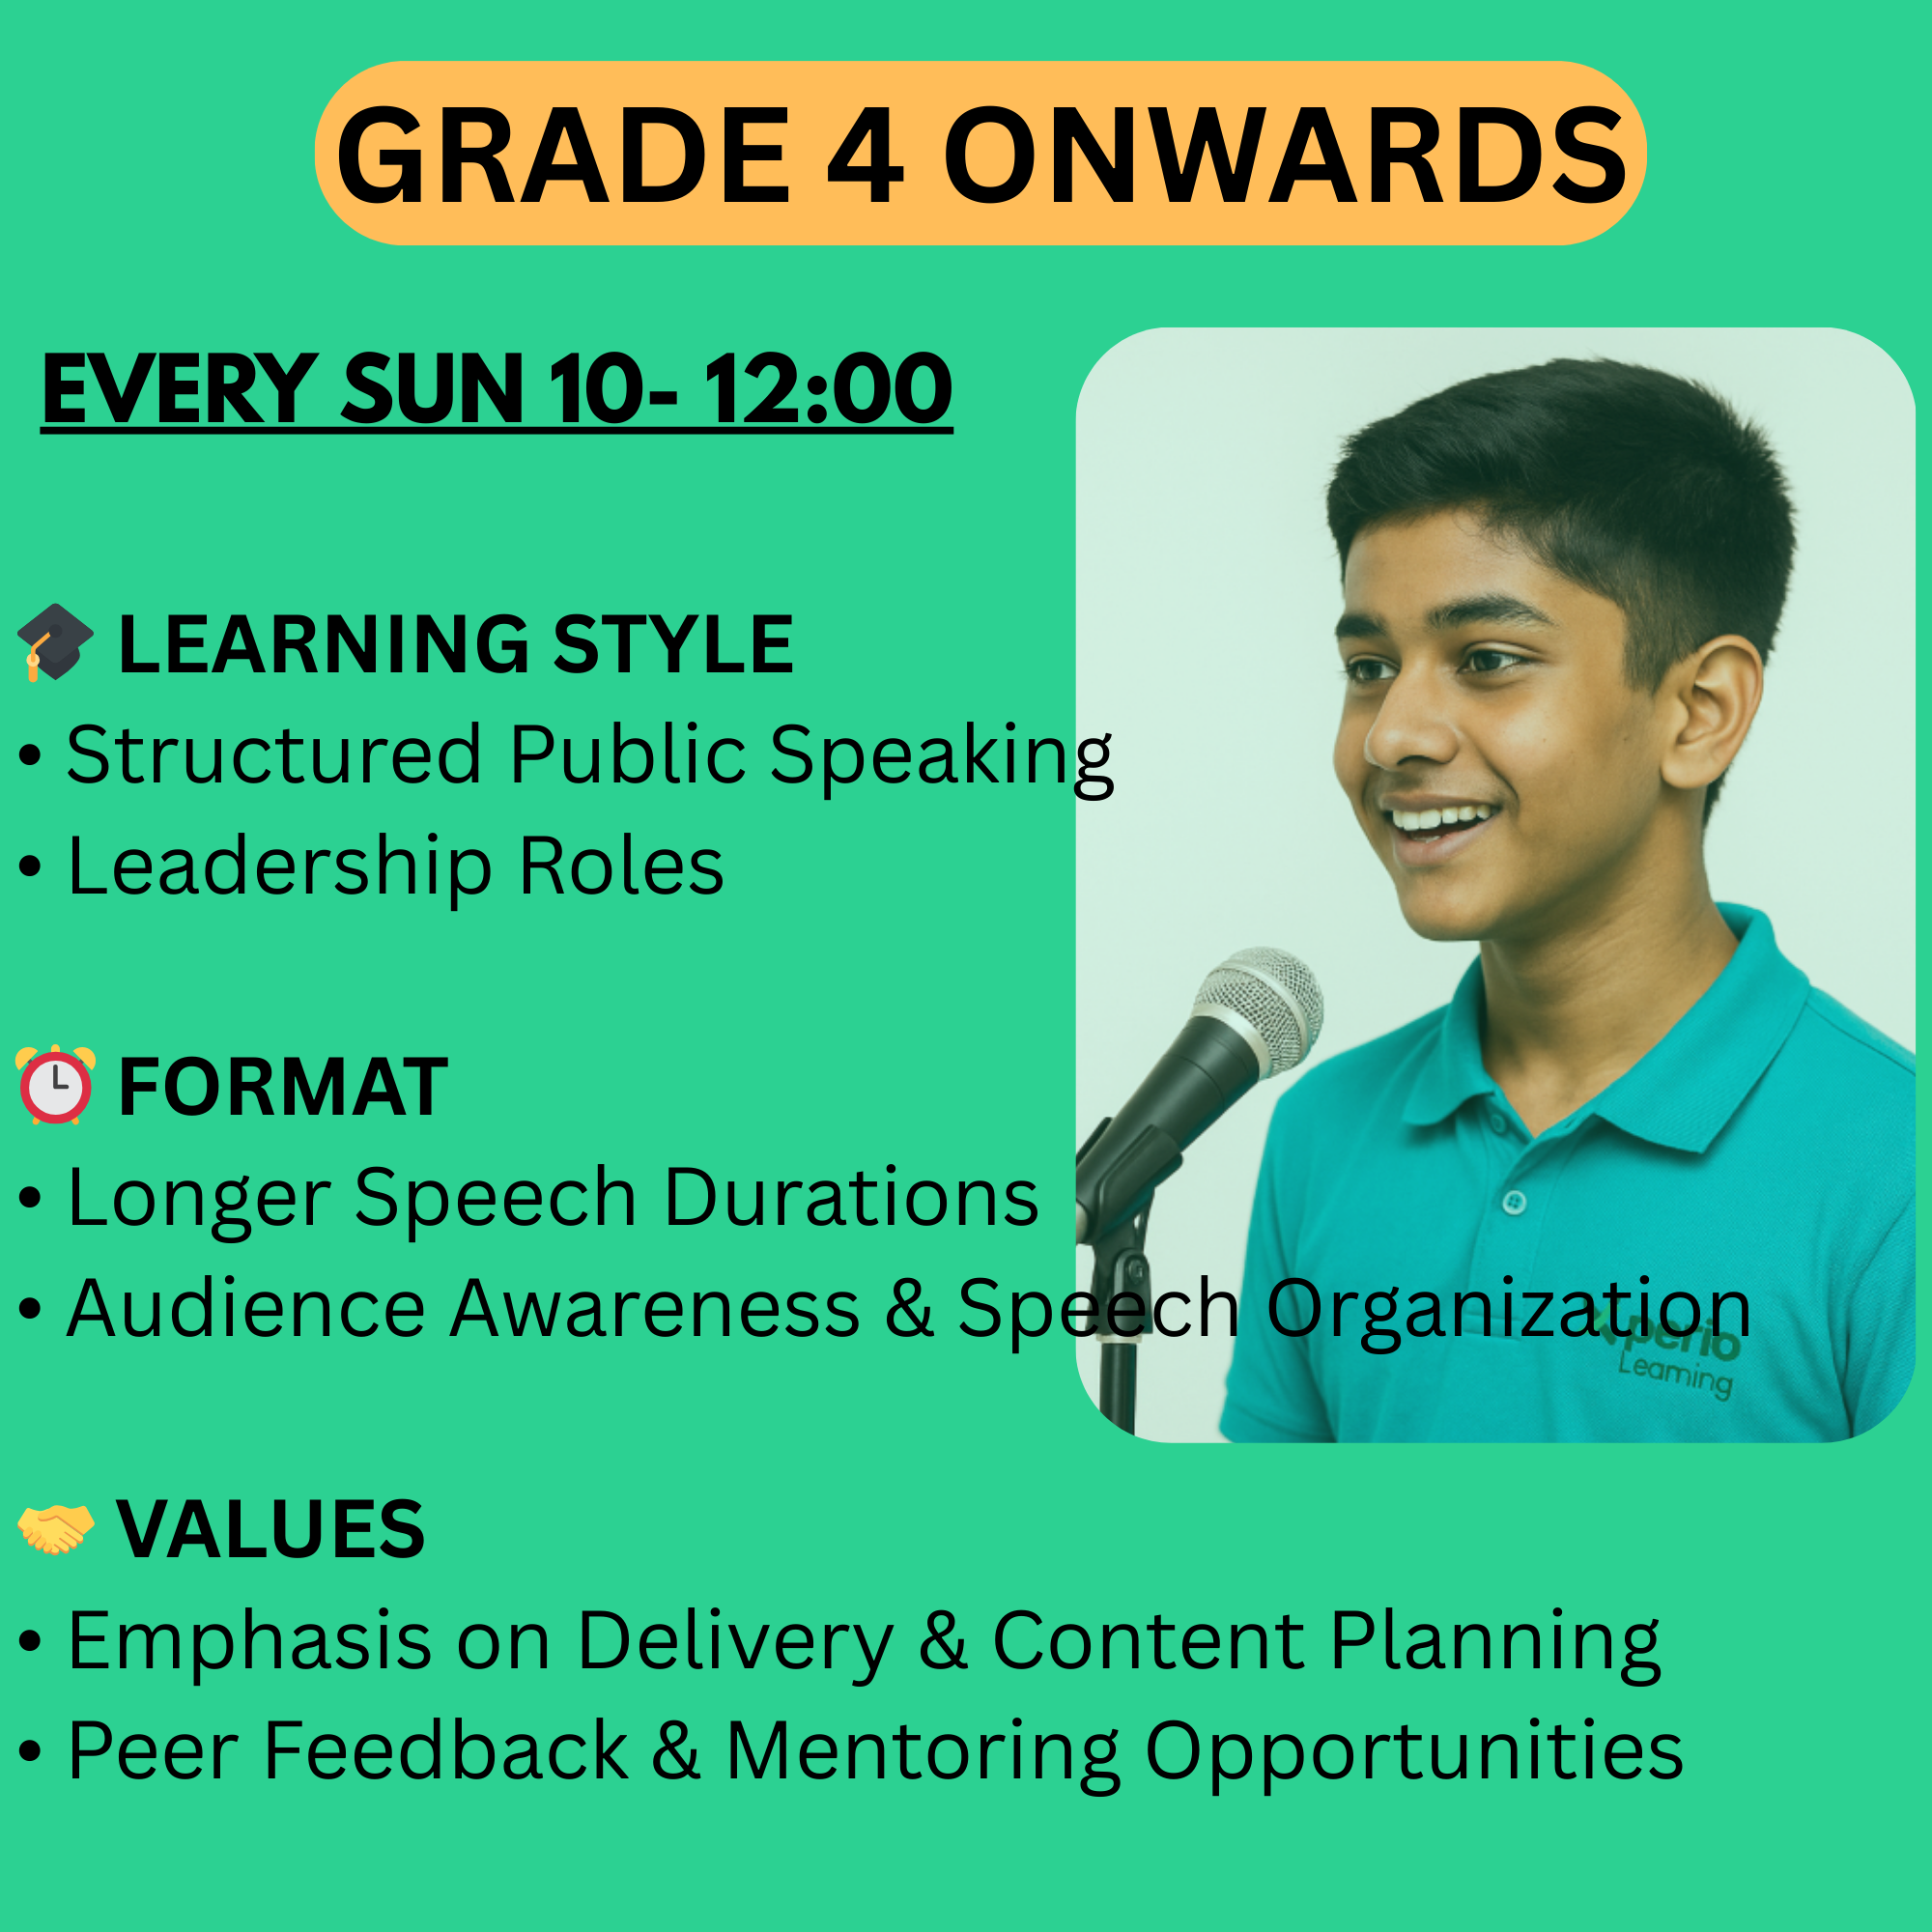 GRADE 4 ONWARDS
EVERY SUN 10- 12:00
🎓 LEARNING STYLE
• Structured Public Speaking
• Leadership Roles
⏰ FORMAT
• Longer Speech Durations
• Audience Awareness & Speech Organization
perio
Learning
🤝 VALUES
• Emphasis on Delivery & Content Planning
• Peer Feedback & Mentoring Opportunities